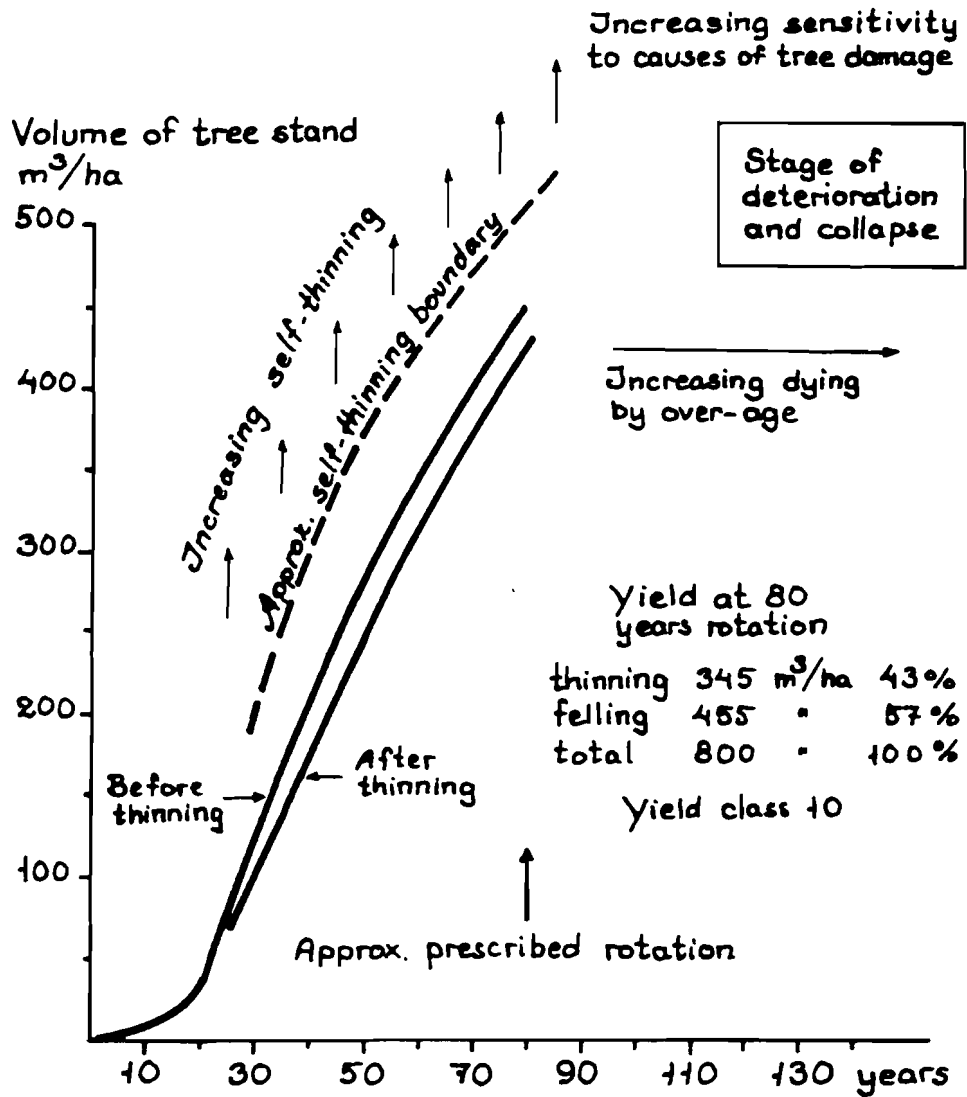 Increasing sensitivity
to causes of tree damage
Volume of tree stand
m³/ha
Stage of
deterioration
and collapse
500
400
300
200
100
Increasing self-thinning
Approx. self-thinning boundary
Increasing dying
by over-age
Yield at 80
years rotation
thinning 345 m³/ha 43%
felling 455 " 57%
total 800 " 100%
Yield class 10
Before
thinning
After
thinning
Approx. prescribed rotation
10 30 50 70 90 110 130 years